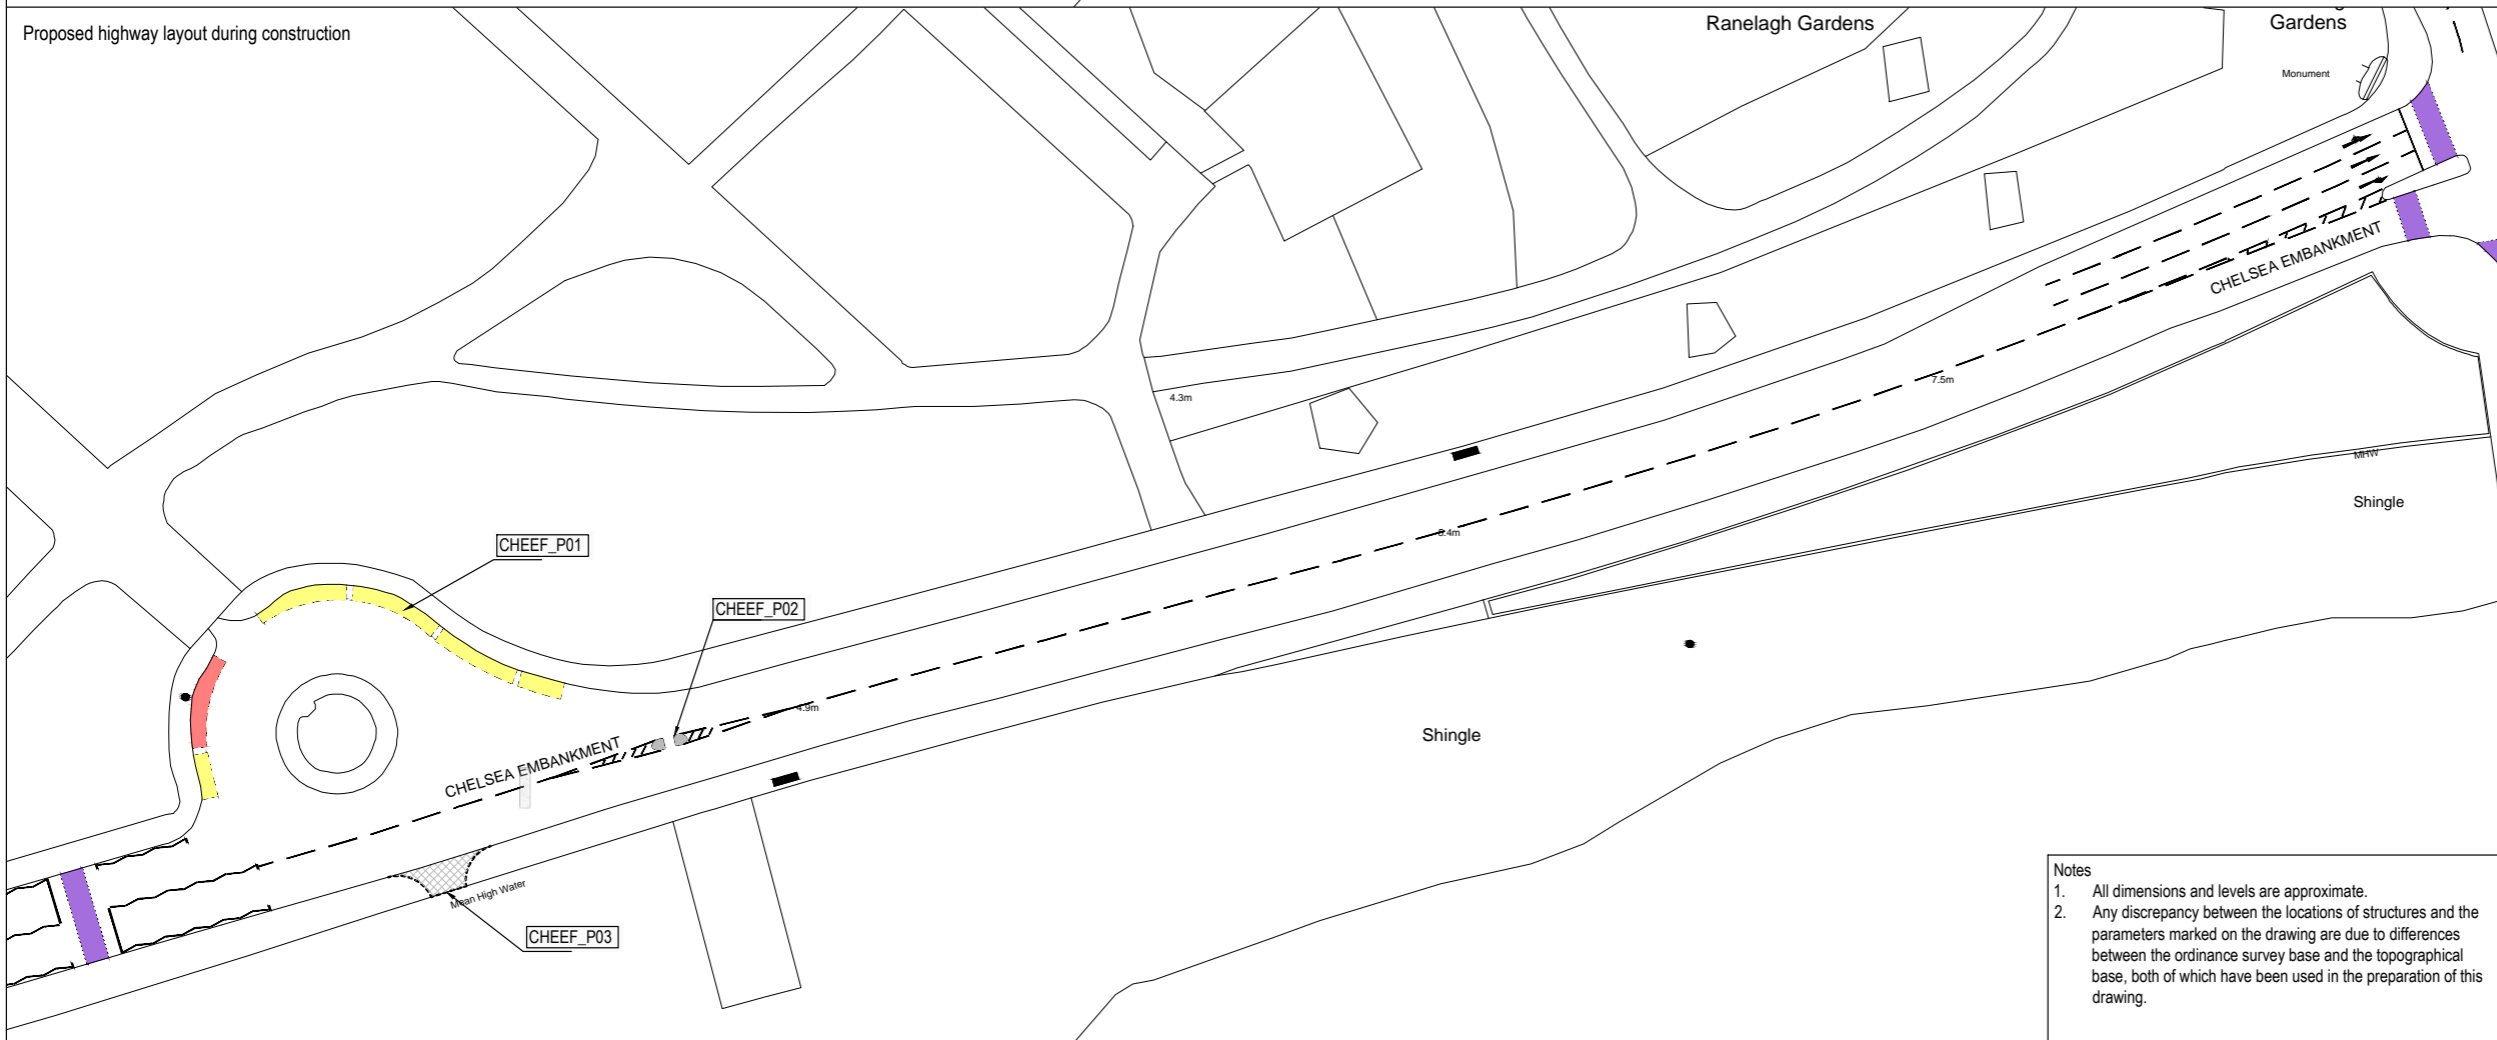 Proposed highway layout during construction
Ranelagh Gardens
Gardens
Monument
CHELSEA EMBANKMENT
7.5m
4.3m
MHW
Shingle
CHEEF_P01
CHEEF_P02
4.9m
Shingle
CHELSEA EMBANKMENT
Mean High Water
CHEEF_P03
Notes
1. All dimensions and levels are approximate.
2. Any discrepancy between the locations of structures and the
parameters marked on the drawing are due to differences
between the ordinance survey base and the topographical
base, both of which have been used in the preparation of this
drawing.